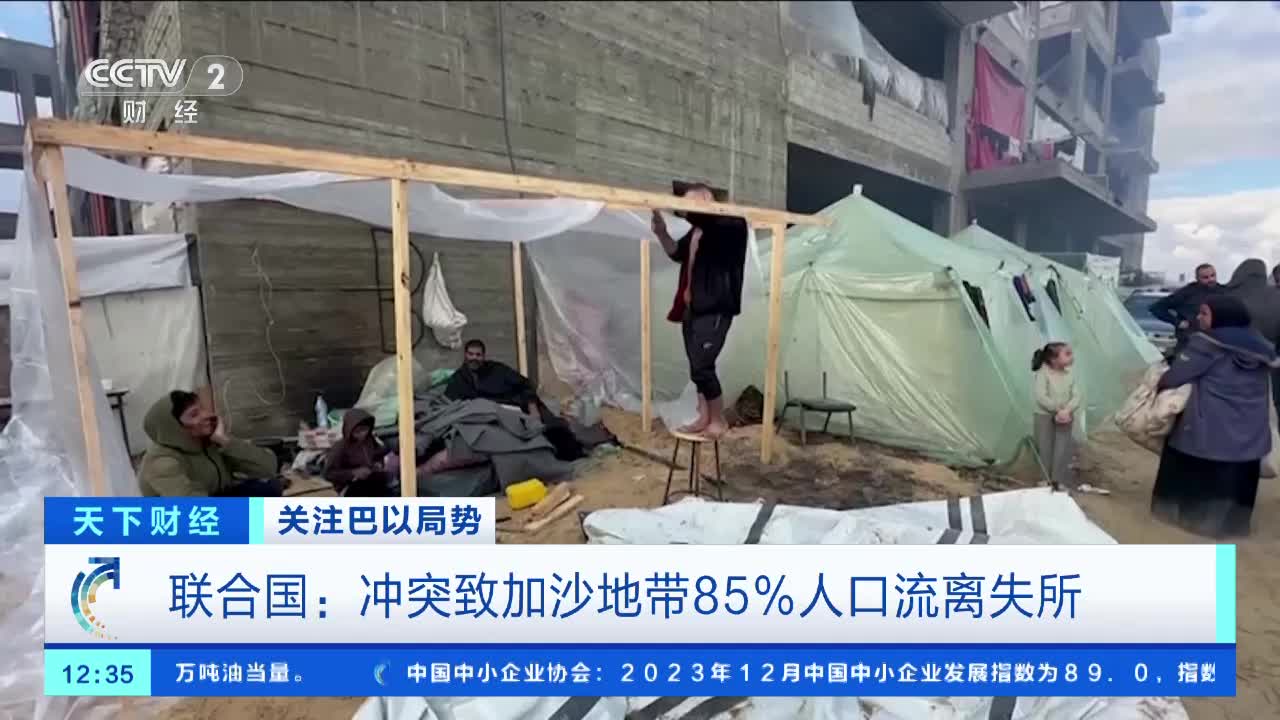 CCTV 2
财 经
天下财经
关注巴以局势
联合国：冲突致加沙地带85%人口流离失所
12:35
万吨油当量。 中国中小企业协会：2023年12月中国中小企业发展指数为89.0，指数